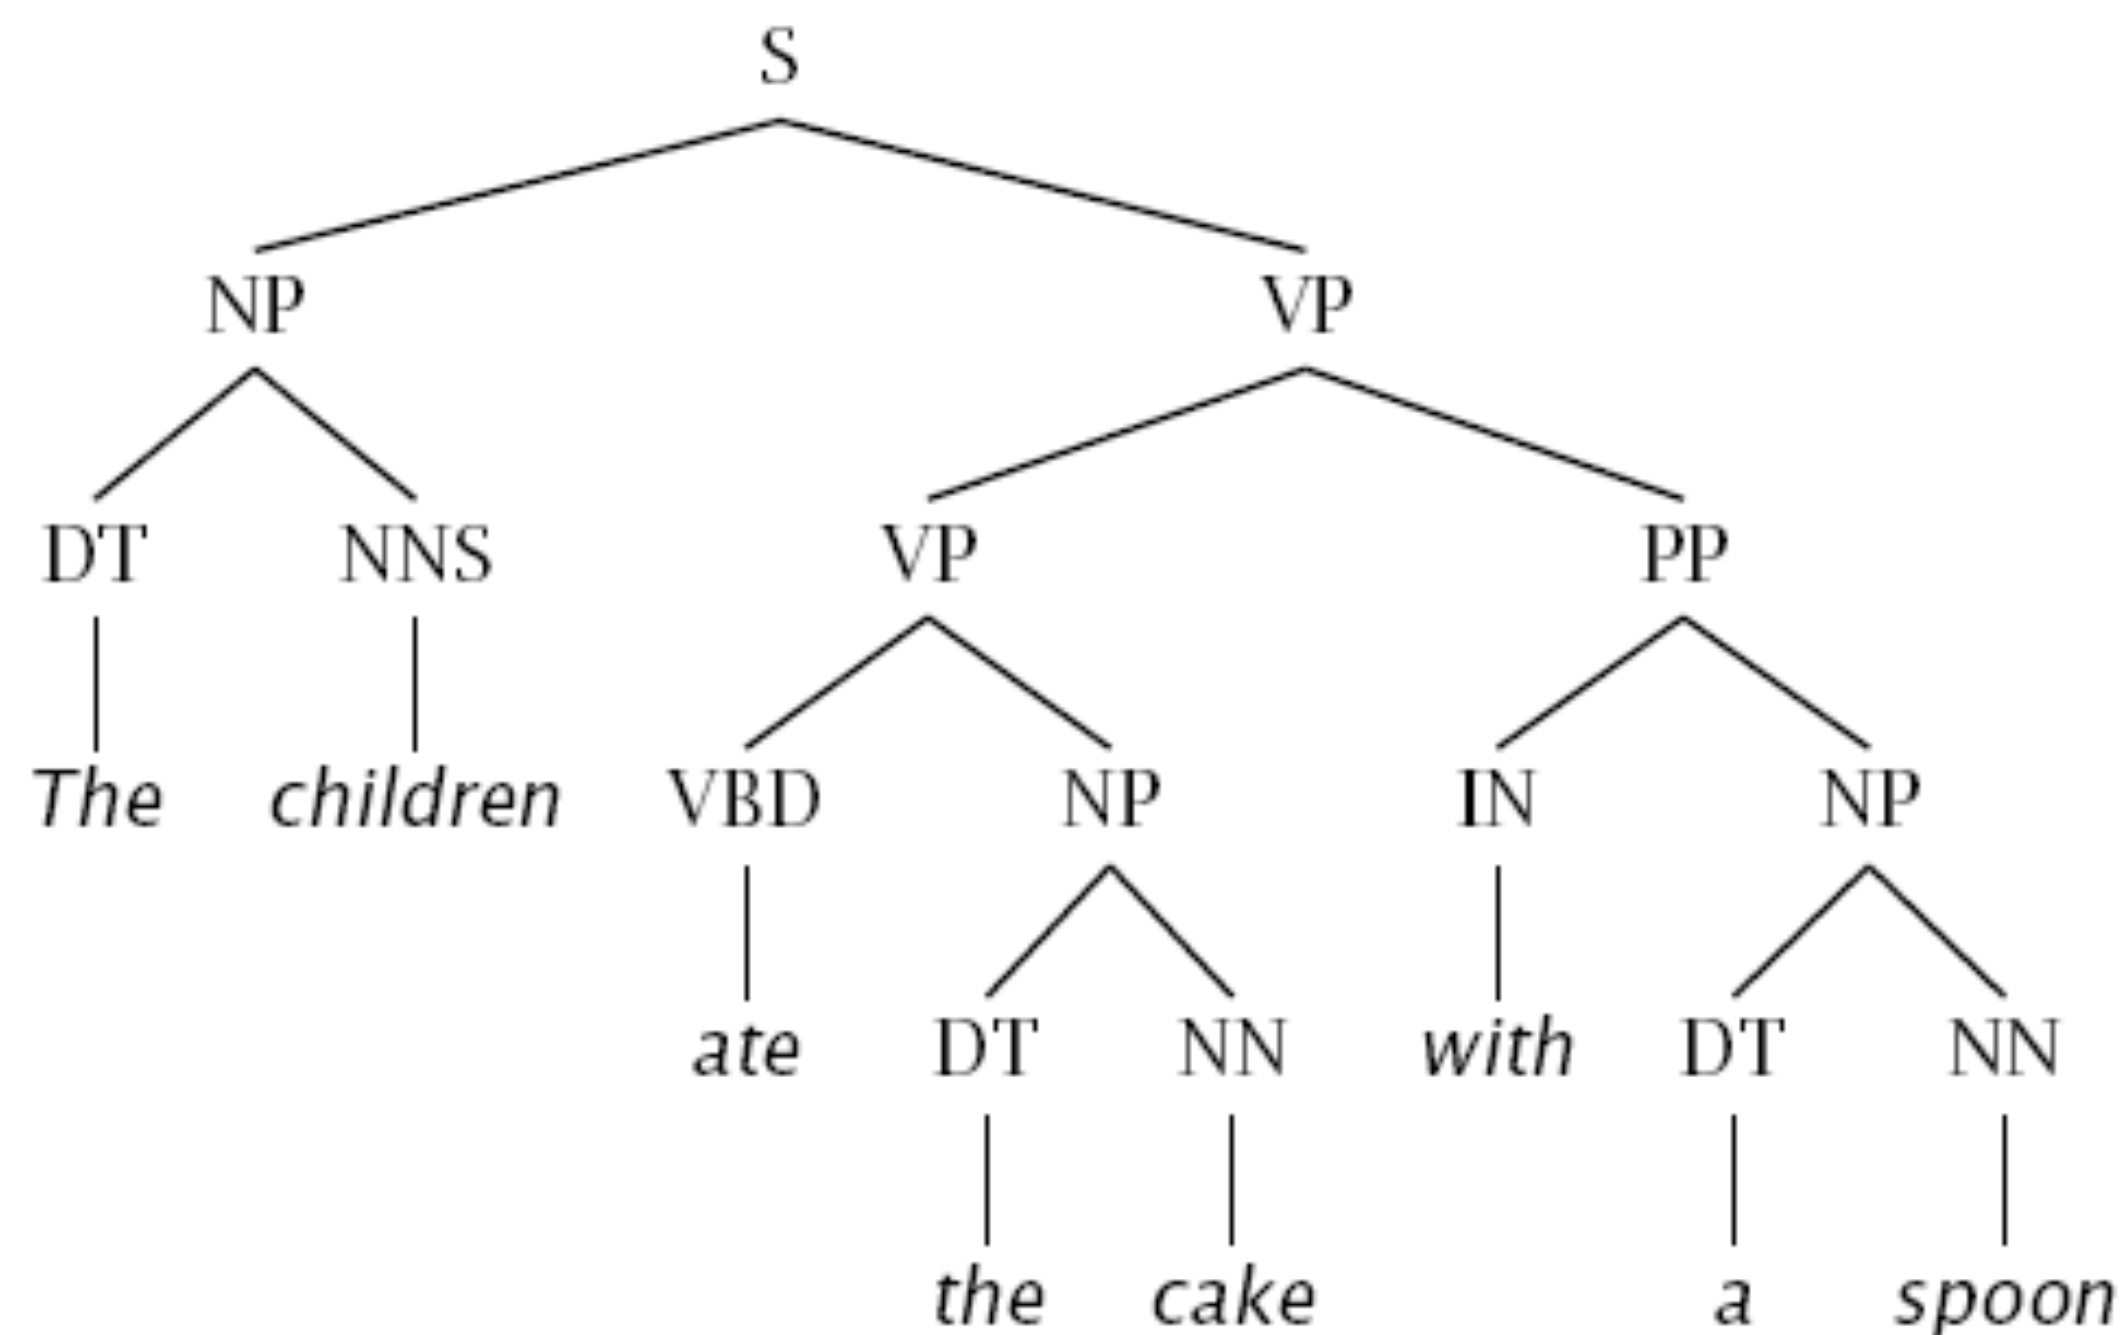 S
NP VP
DT NNS VP PP
The children VBD NP IN NP
ate DT NN with DT NN
the cake a spoon